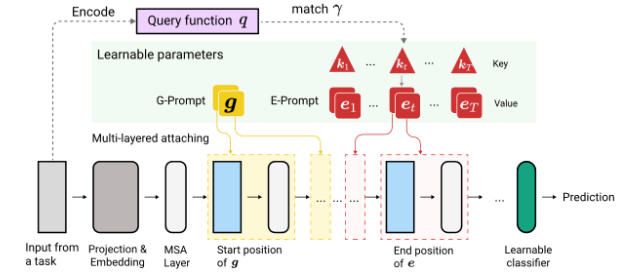 Encode
Query function q
match γ
Learnable parameters
k1 ... kt ... kT Key
G-Prompt g E-Prompt e1 ... et ... eT Value
Multi-layered attaching
... ... ... ...
... Prediction
Input from
a task
Projection &
Embedding
MSA
Layer
Start position
of g
End position
of e
Learnable
classifier